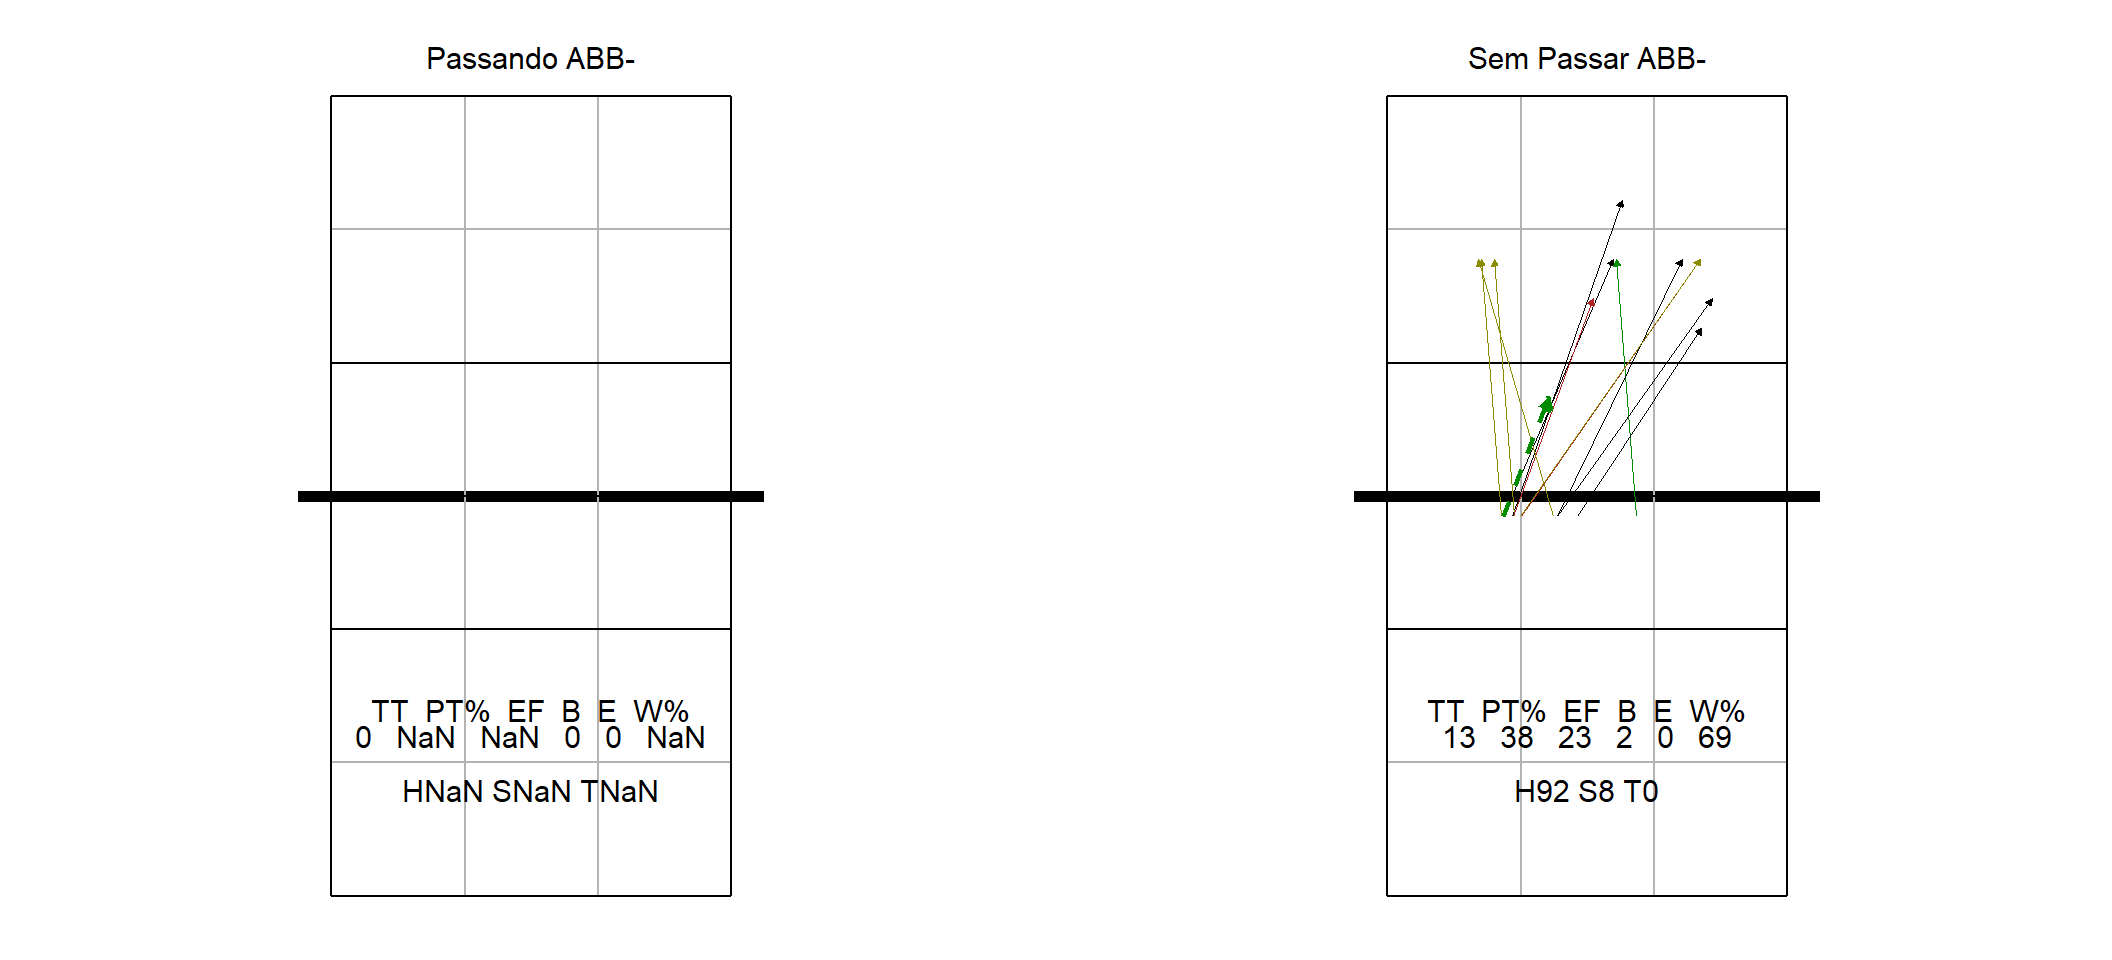 Passando ABB-
TT PT% EF B E W%
0 NaN NaN 0 0 NaN
HNaN SNaN TNaN
Sem Passar ABB-
TT PT% EF B E W%
13 38 23 2 0 69
H92 S8 T0